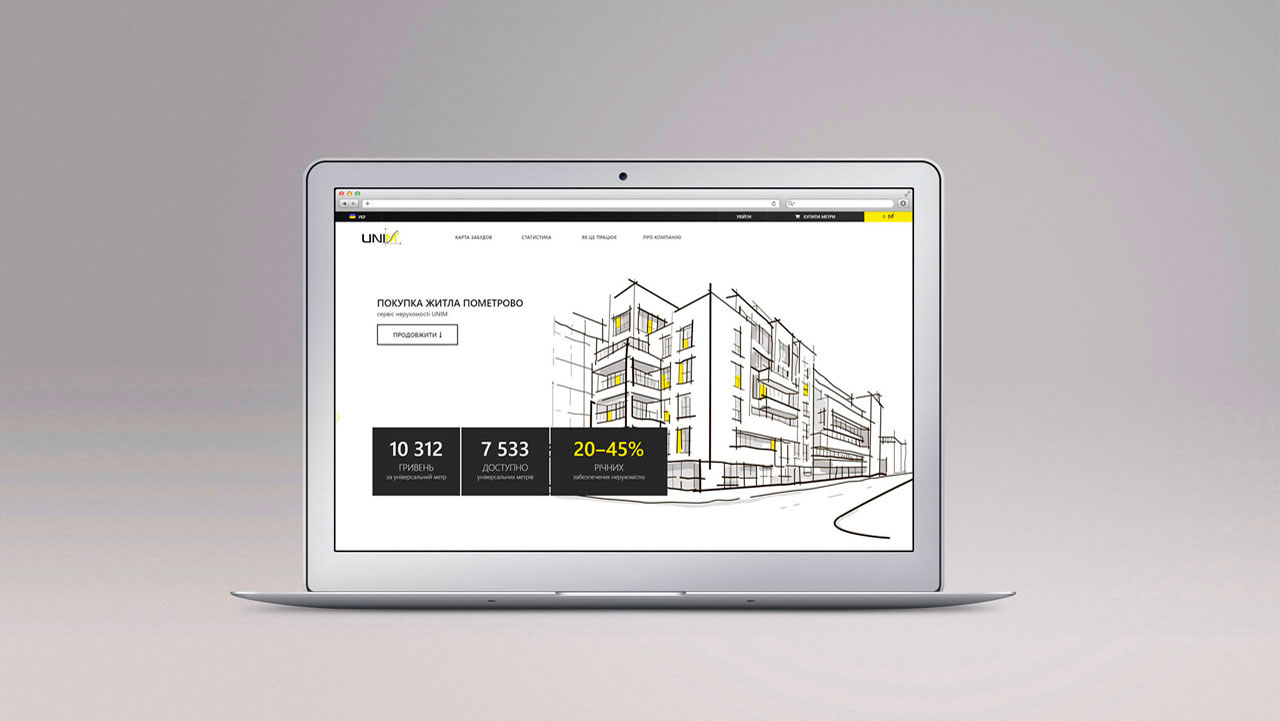 УКР
УВІЙТИ
КУПИТИ МЕТРИ
0
UNIM
КАРТА ЗАБУДОВ
СТАТИСТИКА
ЯК ЦЕ ПРАЦЮЄ
ПРО КОМПАНІЮ
ПОКУПКА ЖИТЛА ПОМЕТРОВО
сервіс нерухомості UNIM
ПРОДОВЖИТИ
10 312
ГРИВЕНЬ
за універсальний метр
7 533
ДОСТУПНО
універсальних метрів
20–45%
РІЧНИХ
забезпечених нерухомістю